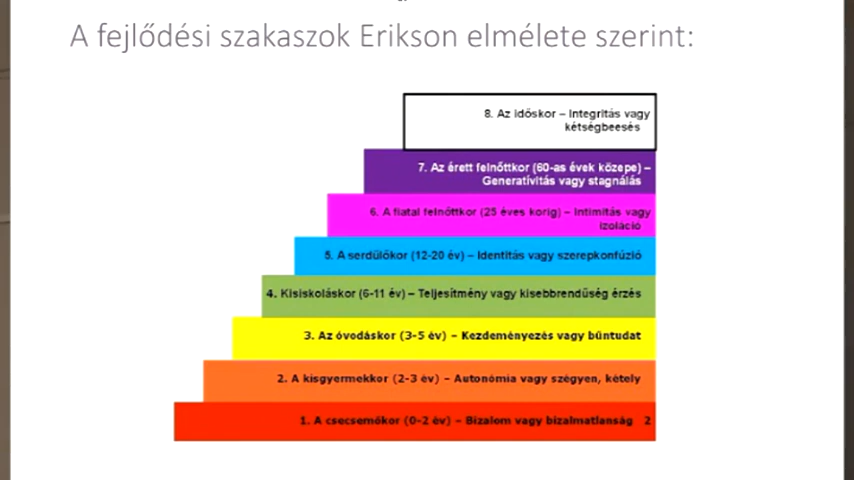 A fejlődési szakaszok Erikson elmélete szerint:
8. Az időskor – Integritás vagy
kétségbeesés
7. Az érett felnőttkor (60-as évek közepe) –
Generativitás vagy stagnálás
6. A fiatal felnőttkor (25 éves korig) – Intimitás vagy
izoláció
5. A serdülőkor (12-20 év) – Identitás vagy szerepkonfúzió
4. Kisiskoláskor (6-11 év) – Teljesítmény vagy kisebbrendűség érzés
3. Az óvodáskor (3-5 év) – Kezdeményezés vagy bűntudat
2. A kisgyermekkor (2-3 év) – Autonómia vagy szégyen, kétely
1. A csecsemőkor (0-2 év) – Bizalom vagy bizalmatlanság 2